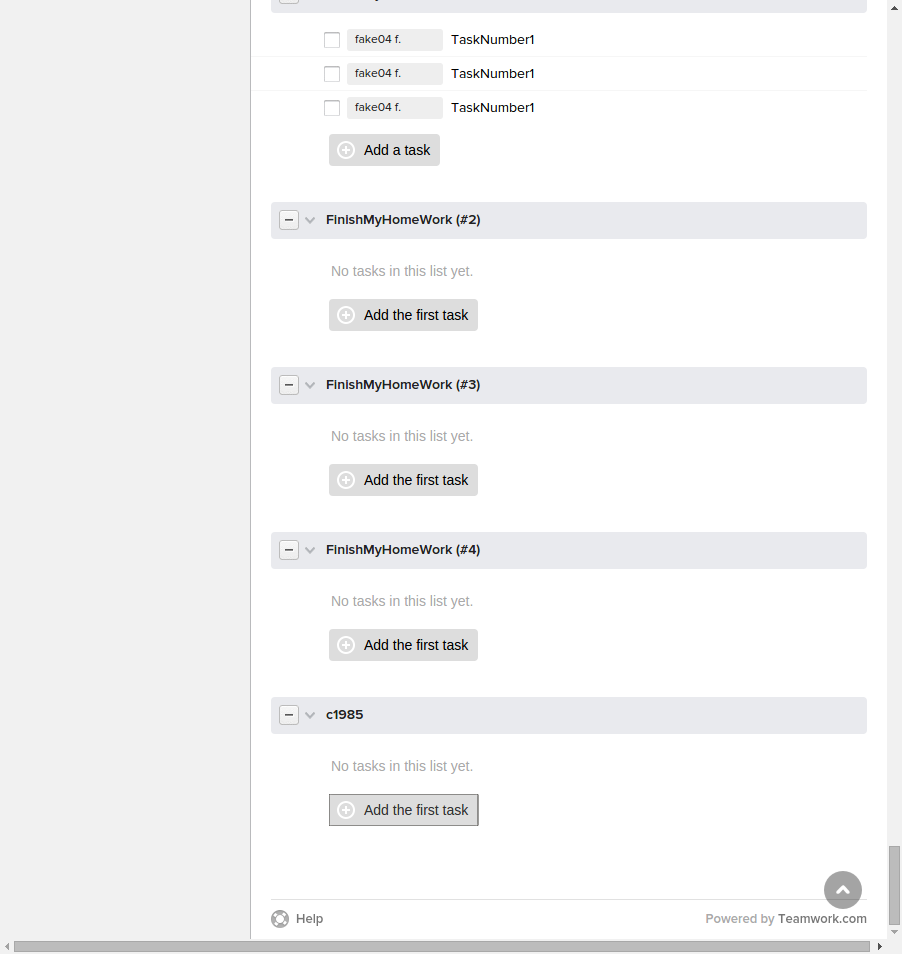 fake04 f. TaskNumber1
fake04 f. TaskNumber1
fake04 f. TaskNumber1
Add a task
FinishMyHomeWork (#2)
No tasks in this list yet.
Add the first task
FinishMyHomeWork (#3)
No tasks in this list yet.
Add the first task
FinishMyHomeWork (#4)
No tasks in this list yet.
Add the first task
c1985
No tasks in this list yet.
Add the first task
Help
Powered by Teamwork.com